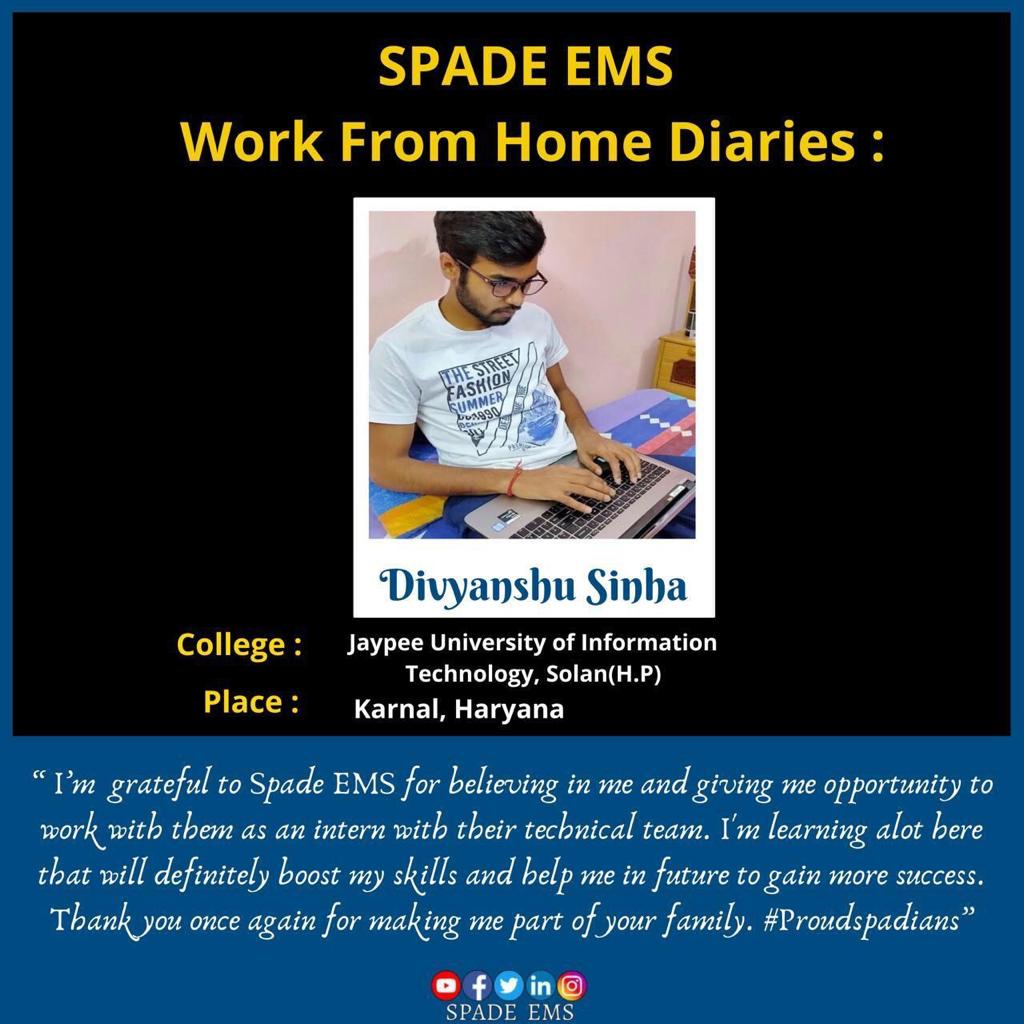 SPADE EMS
Work From Home Diaries :
THE STREET
FASHION
SUMMER
Divyanshu Sinha
College : Jaypee University of Information
Technology, Solan(H.P)
Place : Karnal, Haryana
“ I'm grateful to Spade EMS for believing in me and giving me opportunity to
work with them as an intern with their technical team. I'm learning alot here
that will definitely boost my skills and help me in future to gain more success.
Thank you once again for making me part of your family. #Proudspadians”
SPADE EMS